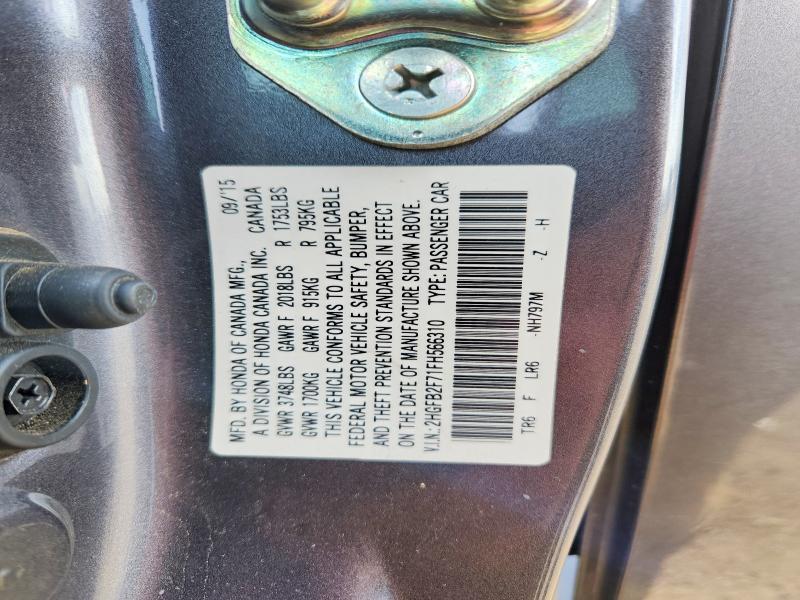 MFD. BY HONDA OF CANADA MFG., 09/15
A DIVISION OF HONDA CANADA INC. CANADA
GVWR 3748LBS GAWR F 2018LBS R 1753LBS
GVWR 1700KG GAWR F 915KG R 795KG
THIS VEHICLE CONFORMS TO ALL APPLICABLE
FEDERAL MOTOR VEHICLE SAFETY, BUMPER,
AND THEFT PREVENTION STANDARDS IN EFFECT
ON THE DATE OF MANUFACTURE SHOWN ABOVE.
V.I.N.:2HGFB2F71FH566310 TYPE:PASSENGER CAR
TR6 F LR6 -NH797M -Z -H